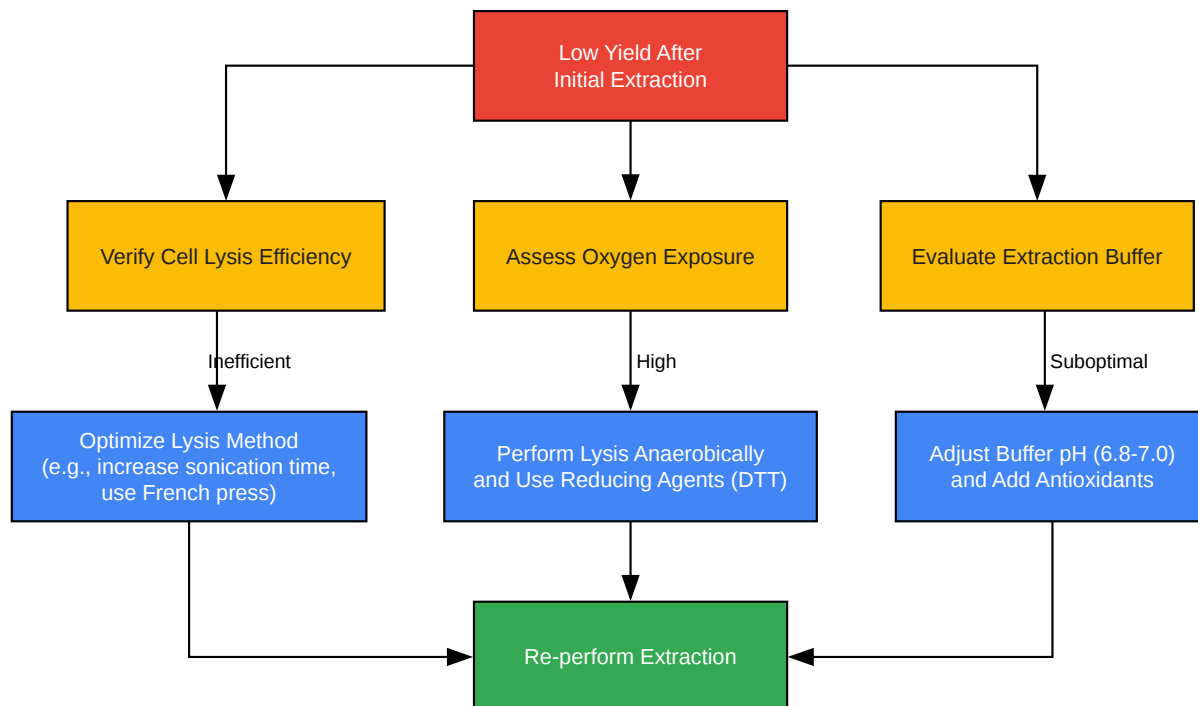 Low Yield After
Initial Extraction
Verify Cell Lysis Efficiency
Assess Oxygen Exposure
Evaluate Extraction Buffer
Inefficient
High
Suboptimal
Optimize Lysis Method
(e.g., increase sonication time,
use French press)
Perform Lysis Anaerobically
and Use Reducing Agents (DTT)
Adjust Buffer pH (6.8-7.0)
and Add Antioxidants
Re-perform Extraction